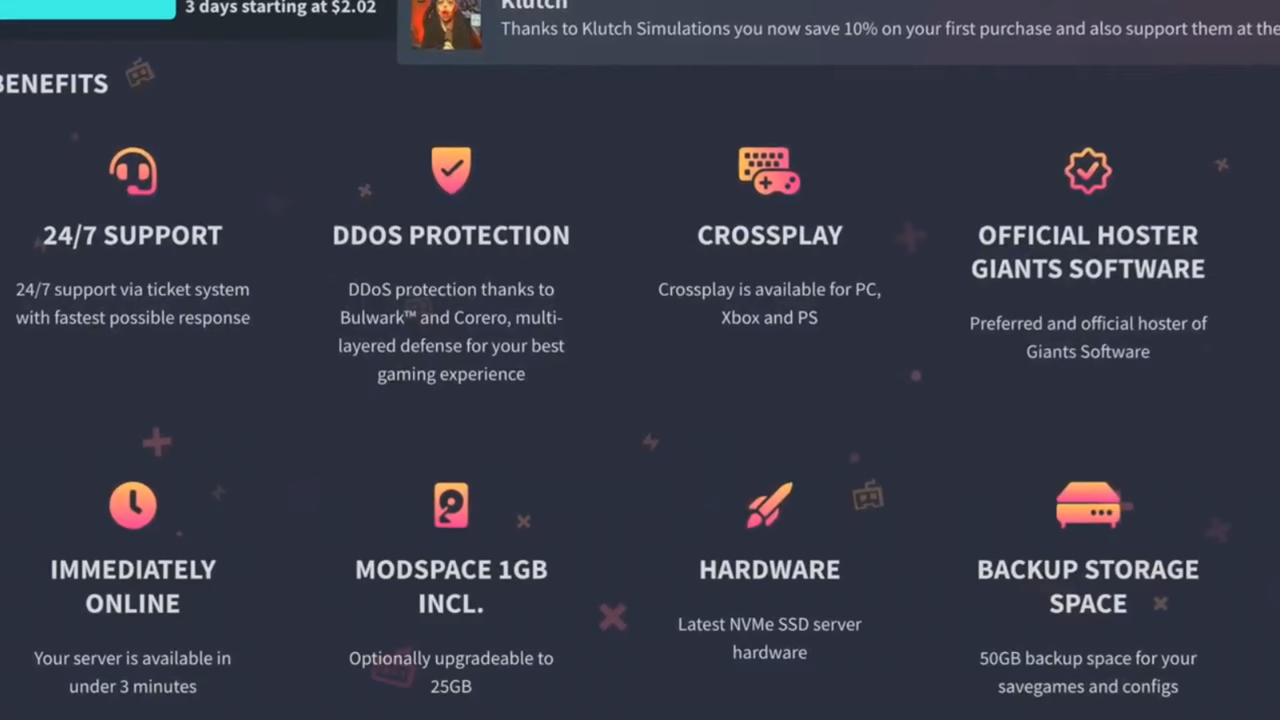 3 days starting at $2.02
Klutch
Thanks to Klutch Simulations you now save 10% on your first purchase and also support them at the
BENEFITS
24/7 SUPPORT
24/7 support via ticket system
with fastest possible response
DDOS PROTECTION
DDoS protection thanks to
Bulwark™ and Corero, multi-
layered defense for your best
gaming experience
CROSSPLAY
Crossplay is available for PC,
Xbox and PS
OFFICIAL HOSTER
GIANTS SOFTWARE
Preferred and official hoster of
Giants Software
IMMEDIATELY
ONLINE
Your server is available in
under 3 minutes
MODSPACE 1GB
INCL.
Optionally upgradeable to
25GB
HARDWARE
Latest NVMe SSD server
hardware
BACKUP STORAGE
SPACE
50GB backup space for your
savegames and configs